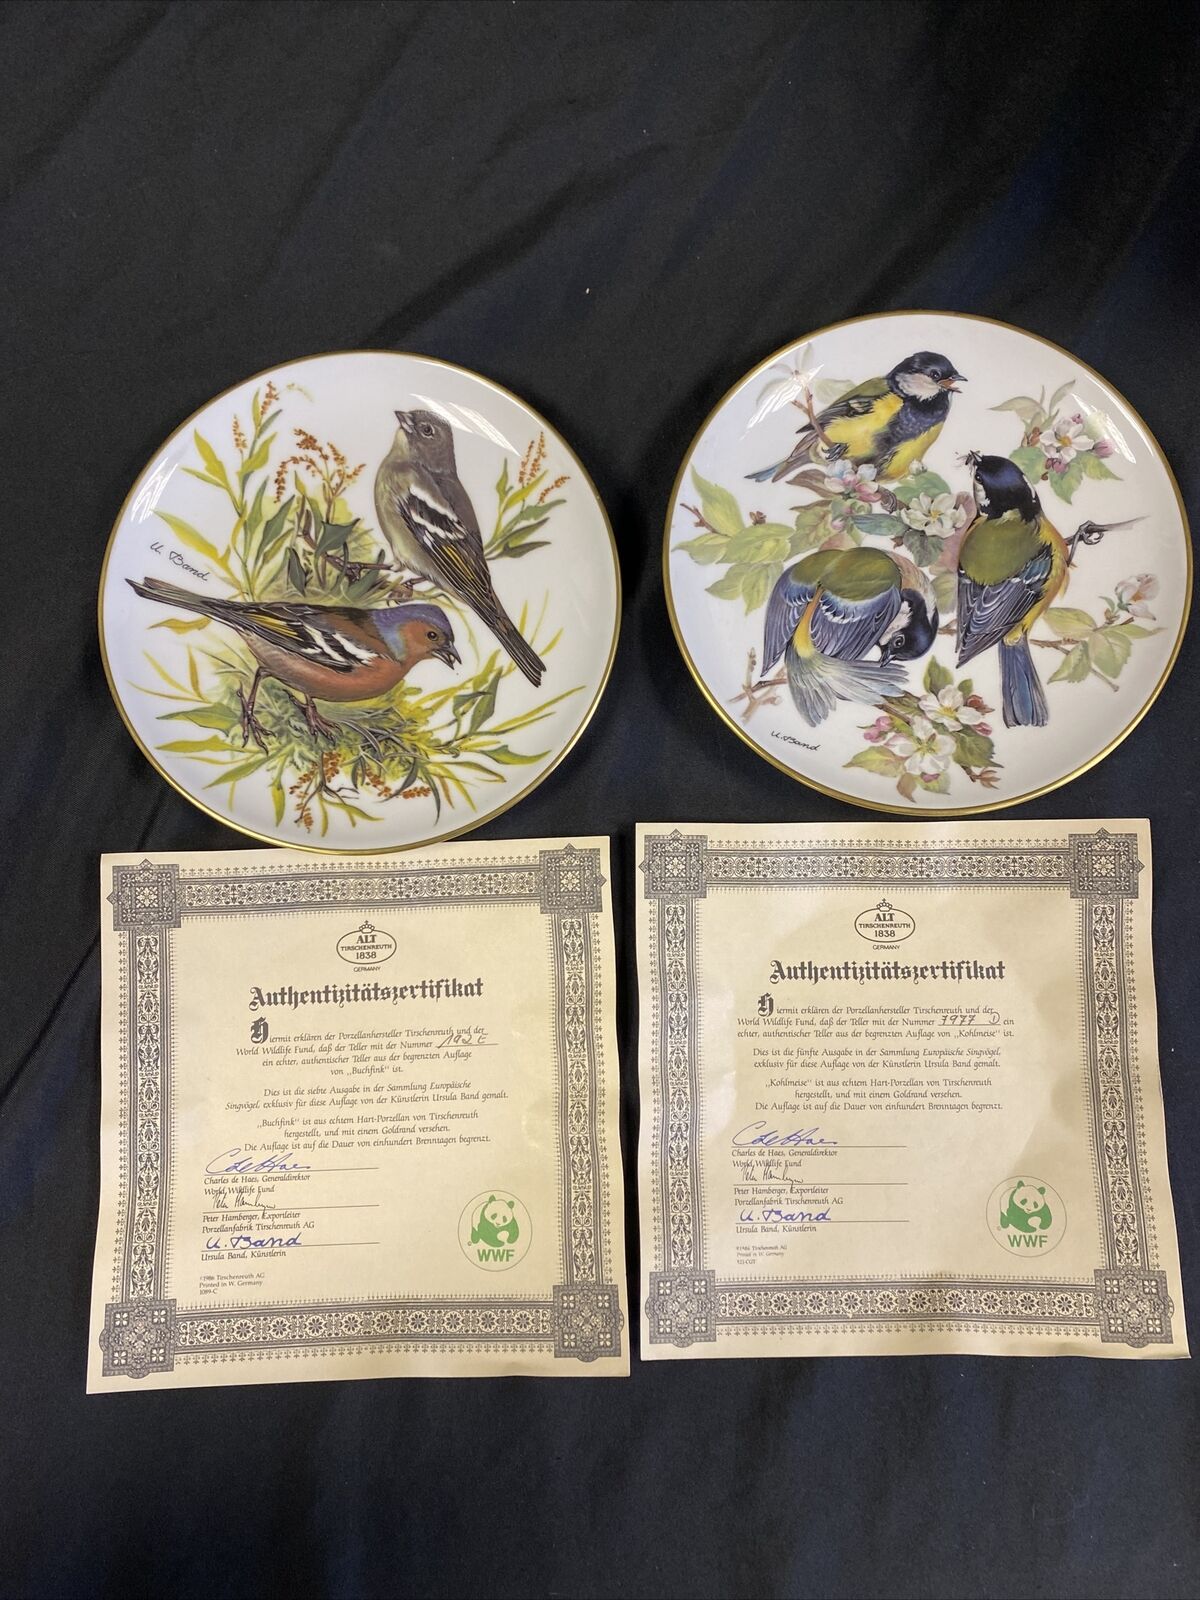 U. Band
U. Band
ALT
TIRSCHENREUTH
1838
GERMANY
Authentizitätszertifikat
Hiermit erklären der Porzellanhersteller Tirschenreuth und der
World Wildlife Fund, daß der Teller mit der Nummer 192 E
ein echter, authentischer Teller aus der begrenzten Auflage
von „Buchfink“ ist.
Dies ist die siebte Ausgabe in der Sammlung Europäische
Singvögel, exklusiv für diese Auflage von der Künstlerin Ursula Band gemalt.
„Buchfink“ ist aus echtem Hart-Porzellan von Tirschenreuth
hergestellt, und mit einem Goldrand versehen.
Die Auflage ist auf die Dauer von einhundert Brenntagen begrenzt.
Charles de Haes, Generaldirektor
World Wildlife Fund
Peter Hamberger, Exportleiter
Porzellanfabrik Tirschenreuth AG
U. Band
Ursula Band, Künstlerin
©1986 Tirschenreuth AG
Printed in W. Germany
1089-C
WWF
ALT
TIRSCHENREUTH
1838
GERMANY
Authentizitätszertifikat
Hiermit erklären der Porzellanhersteller Tirschenreuth und der
World Wildlife Fund, daß der Teller mit der Nummer 7977 D ein
echter, authentischer Teller aus der begrenzten Auflage von „Kohlmeise“ ist.
Dies ist die fünfte Ausgabe in der Sammlung Europäische Singvögel,
exklusiv für diese Auflage von der Künstlerin Ursula Band gemalt.
„Kohlmeise“ ist aus echtem Hart-Porzellan von Tirschenreuth
hergestellt, und mit einem Goldrand versehen.
Die Auflage ist auf die Dauer von einhundert Brenntagen begrenzt.
Charles de Haes, Generaldirektor
World Wildlife Fund
Peter Hamberger, Exportleiter
Porzellanfabrik Tirschenreuth AG
U. Band
Ursula Band, Künstlerin
©1986 Tirschenreuth AG
Printed in W. Germany
WWF